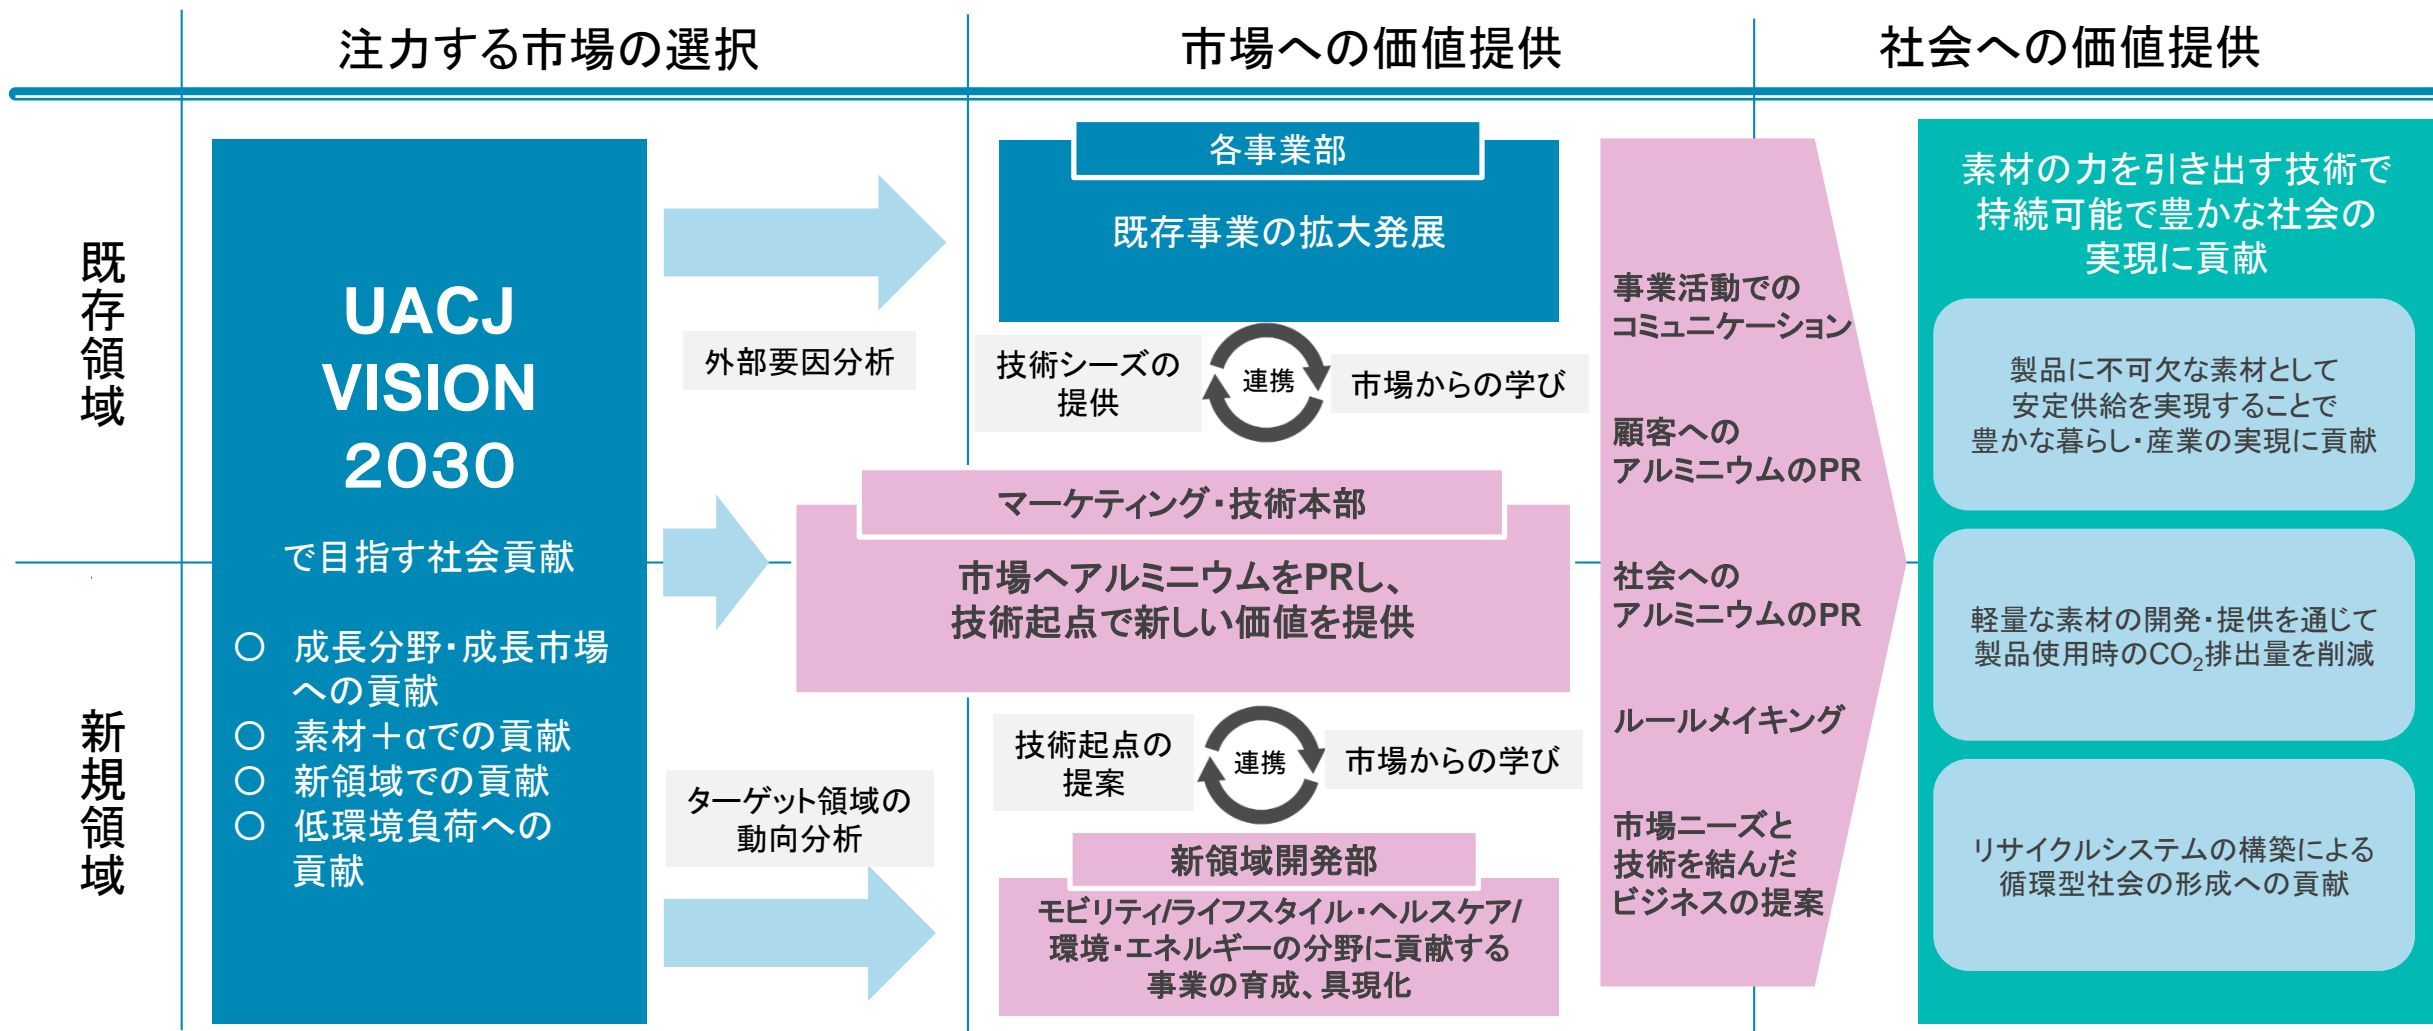 注力する市場の選択
市場への価値提供
社会への価値提供
既存領域
新規領域
UACJ
VISION
2030
で目指す社会貢献
○ 成長分野・成長市場
への貢献
○ 素材＋αでの貢献
○ 新領域での貢献
○ 低環境負荷への
貢献
外部要因分析
ターゲット領域の
動向分析
各事業部
既存事業の拡大発展
技術シーズの
提供
連携
市場からの学び
マーケティング・技術本部
市場へアルミニウムをPRし、
技術起点で新しい価値を提供
技術起点の
提案
連携
市場からの学び
新領域開発部
モビリティ/ライフスタイル・ヘルスケア/
環境・エネルギーの分野に貢献する
事業の育成、具現化
事業活動での
コミュニケーション
顧客への
アルミニウムのPR
社会への
アルミニウムのPR
ルールメイキング
市場ニーズと
技術を結んだ
ビジネスの提案
素材の力を引き出す技術で
持続可能で豊かな社会の
実現に貢献
製品に不可欠な素材として
安定供給を実現することで
豊かな暮らし・産業の実現に貢献
軽量な素材の開発・提供を通じて
製品使用時のCO₂排出量を削減
リサイクルシステムの構築による
循環型社会の形成への貢献